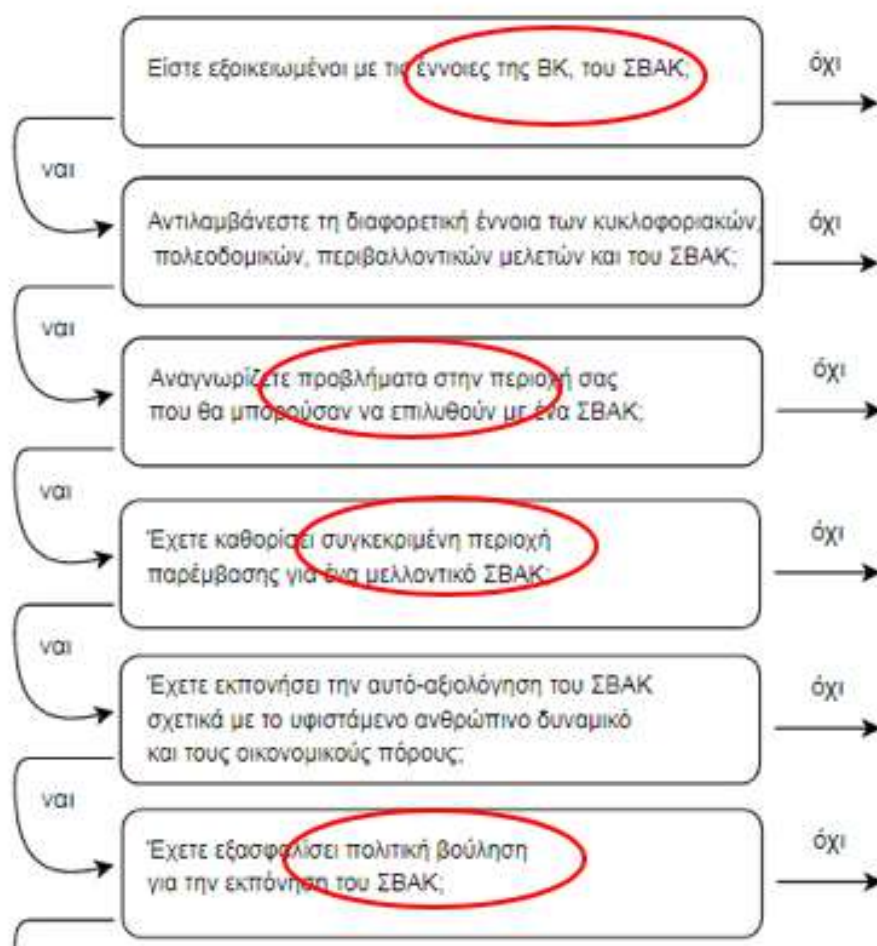 Είστε εξοικειωμένοι με τις έννοιες της ΒΚ, του ΣΒΑΚ;
όχι
ναι
Αντιλαμβάνεστε τη διαφορετική έννοια των κυκλοφοριακών,
πολεοδομικών, περιβαλλοντικών μελετών και του ΣΒΑΚ;
όχι
ναι
Αναγνωρίζετε προβλήματα στην περιοχή σας
που θα μπορούσαν να επιλυθούν με ένα ΣΒΑΚ;
όχι
ναι
Έχετε καθορίσει συγκεκριμένη περιοχή
παρέμβασης για ένα μελλοντικό ΣΒΑΚ;
όχι
ναι
Έχετε εκπονήσει την αυτό-αξιολόγηση του ΣΒΑΚ
σχετικά με το υφιστάμενο ανθρώπινο δυναμικό
και τους οικονομικούς πόρους;
όχι
ναι
Έχετε εξασφαλίσει πολιτική βούληση
για την εκπόνηση του ΣΒΑΚ;
όχι